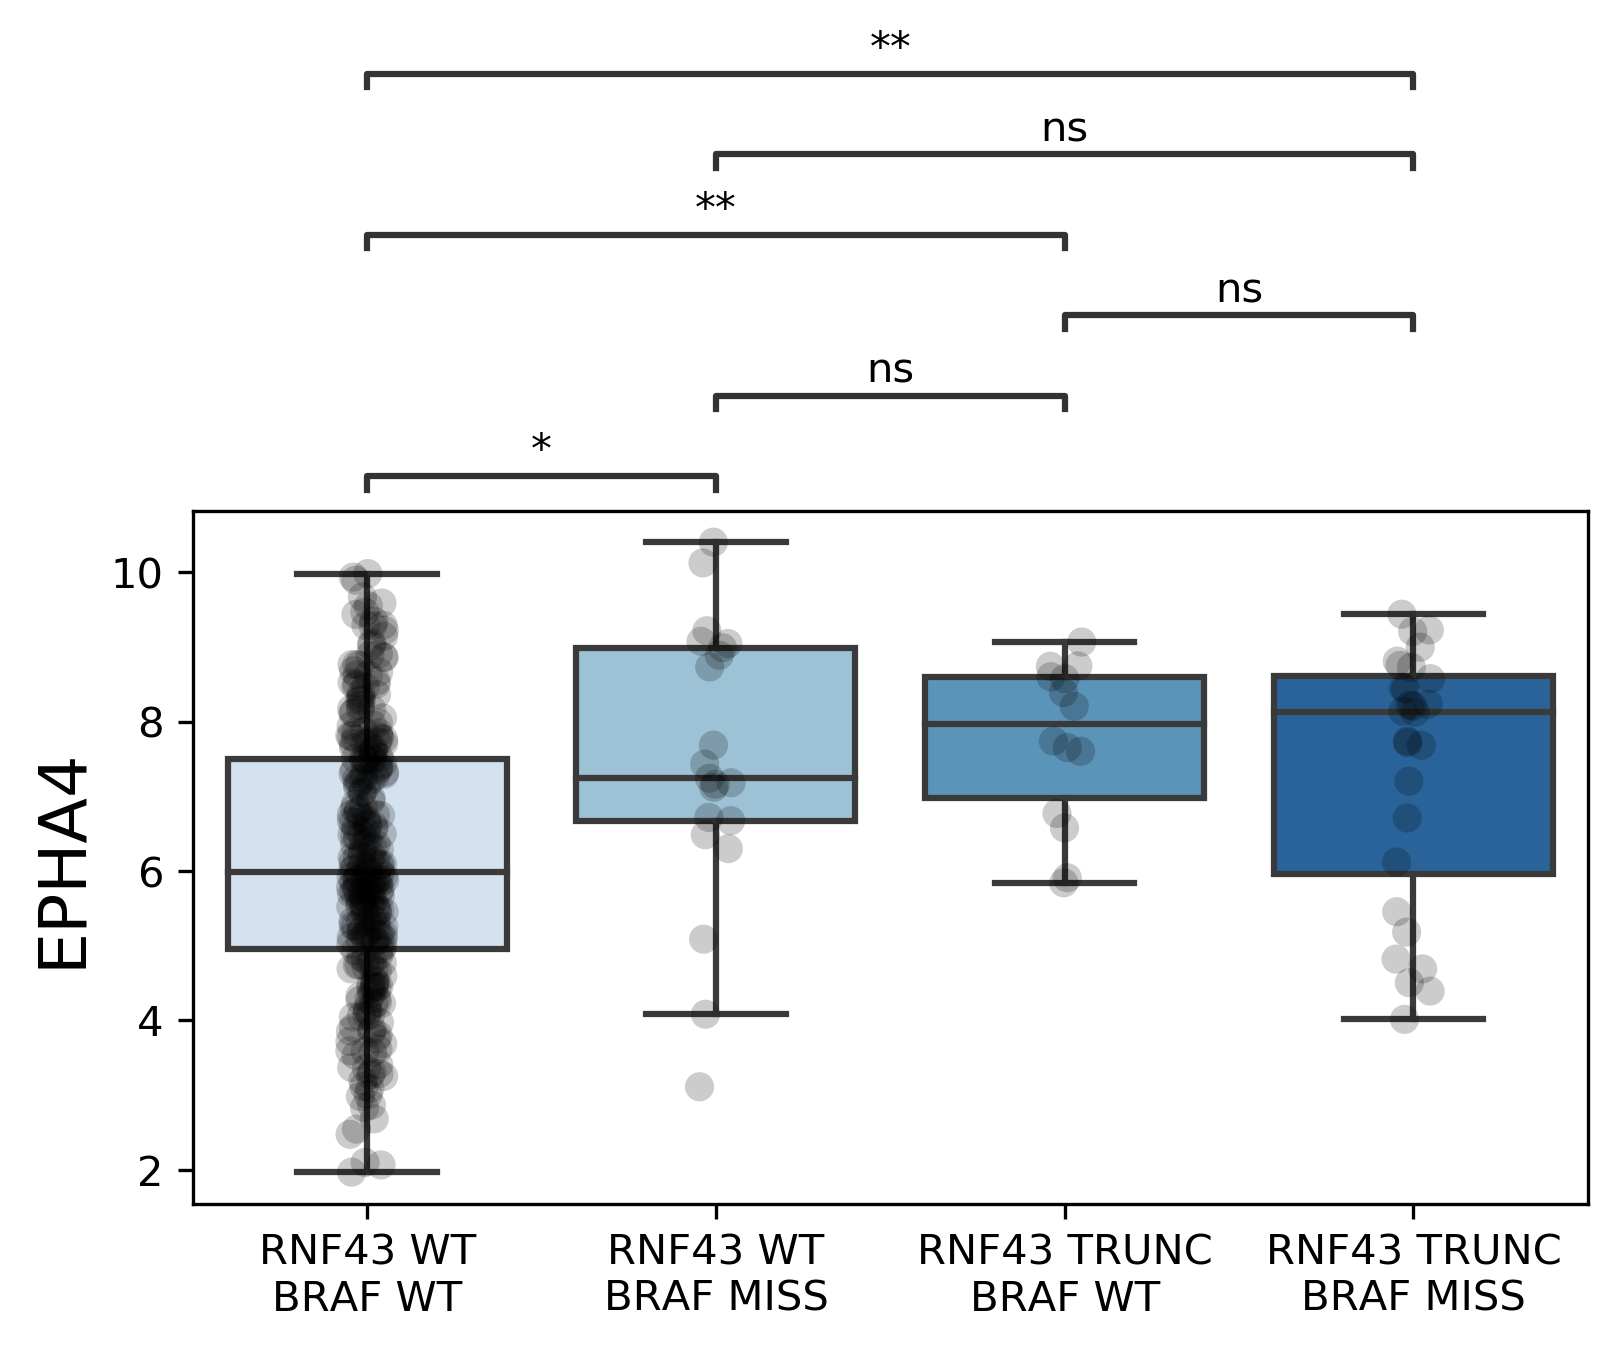 **
ns
**
ns
ns
*
EPHA4
10
8
6
4
2
RNF43 WT
BRAF WT
RNF43 WT
BRAF MISS
RNF43 TRUNC
BRAF WT
RNF43 TRUNC
BRAF MISS